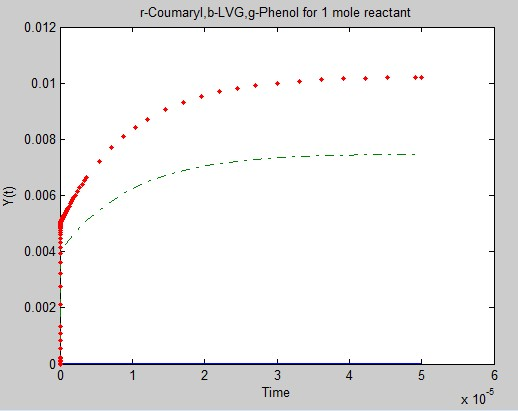 r-Coumaryl,b-LVG,g-Phenol for 1 mole reactant
0.012
0.01
0.008
0.006
0.004
0.002
0
Y(t)
0 1 2 3 4 5 6
Time
x 10^-5